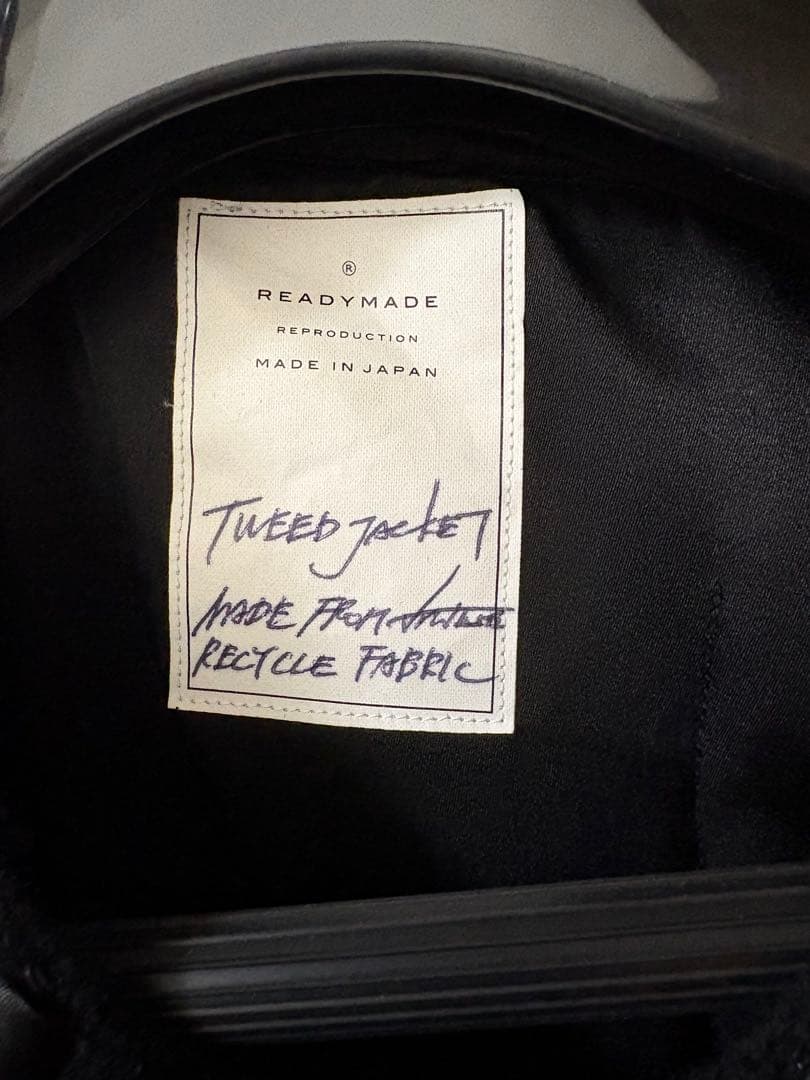 ®
READYMADE
REPRODUCTION
MADE IN JAPAN
TWEED JACKET
MADE FROM
RECYCLE FABRIC